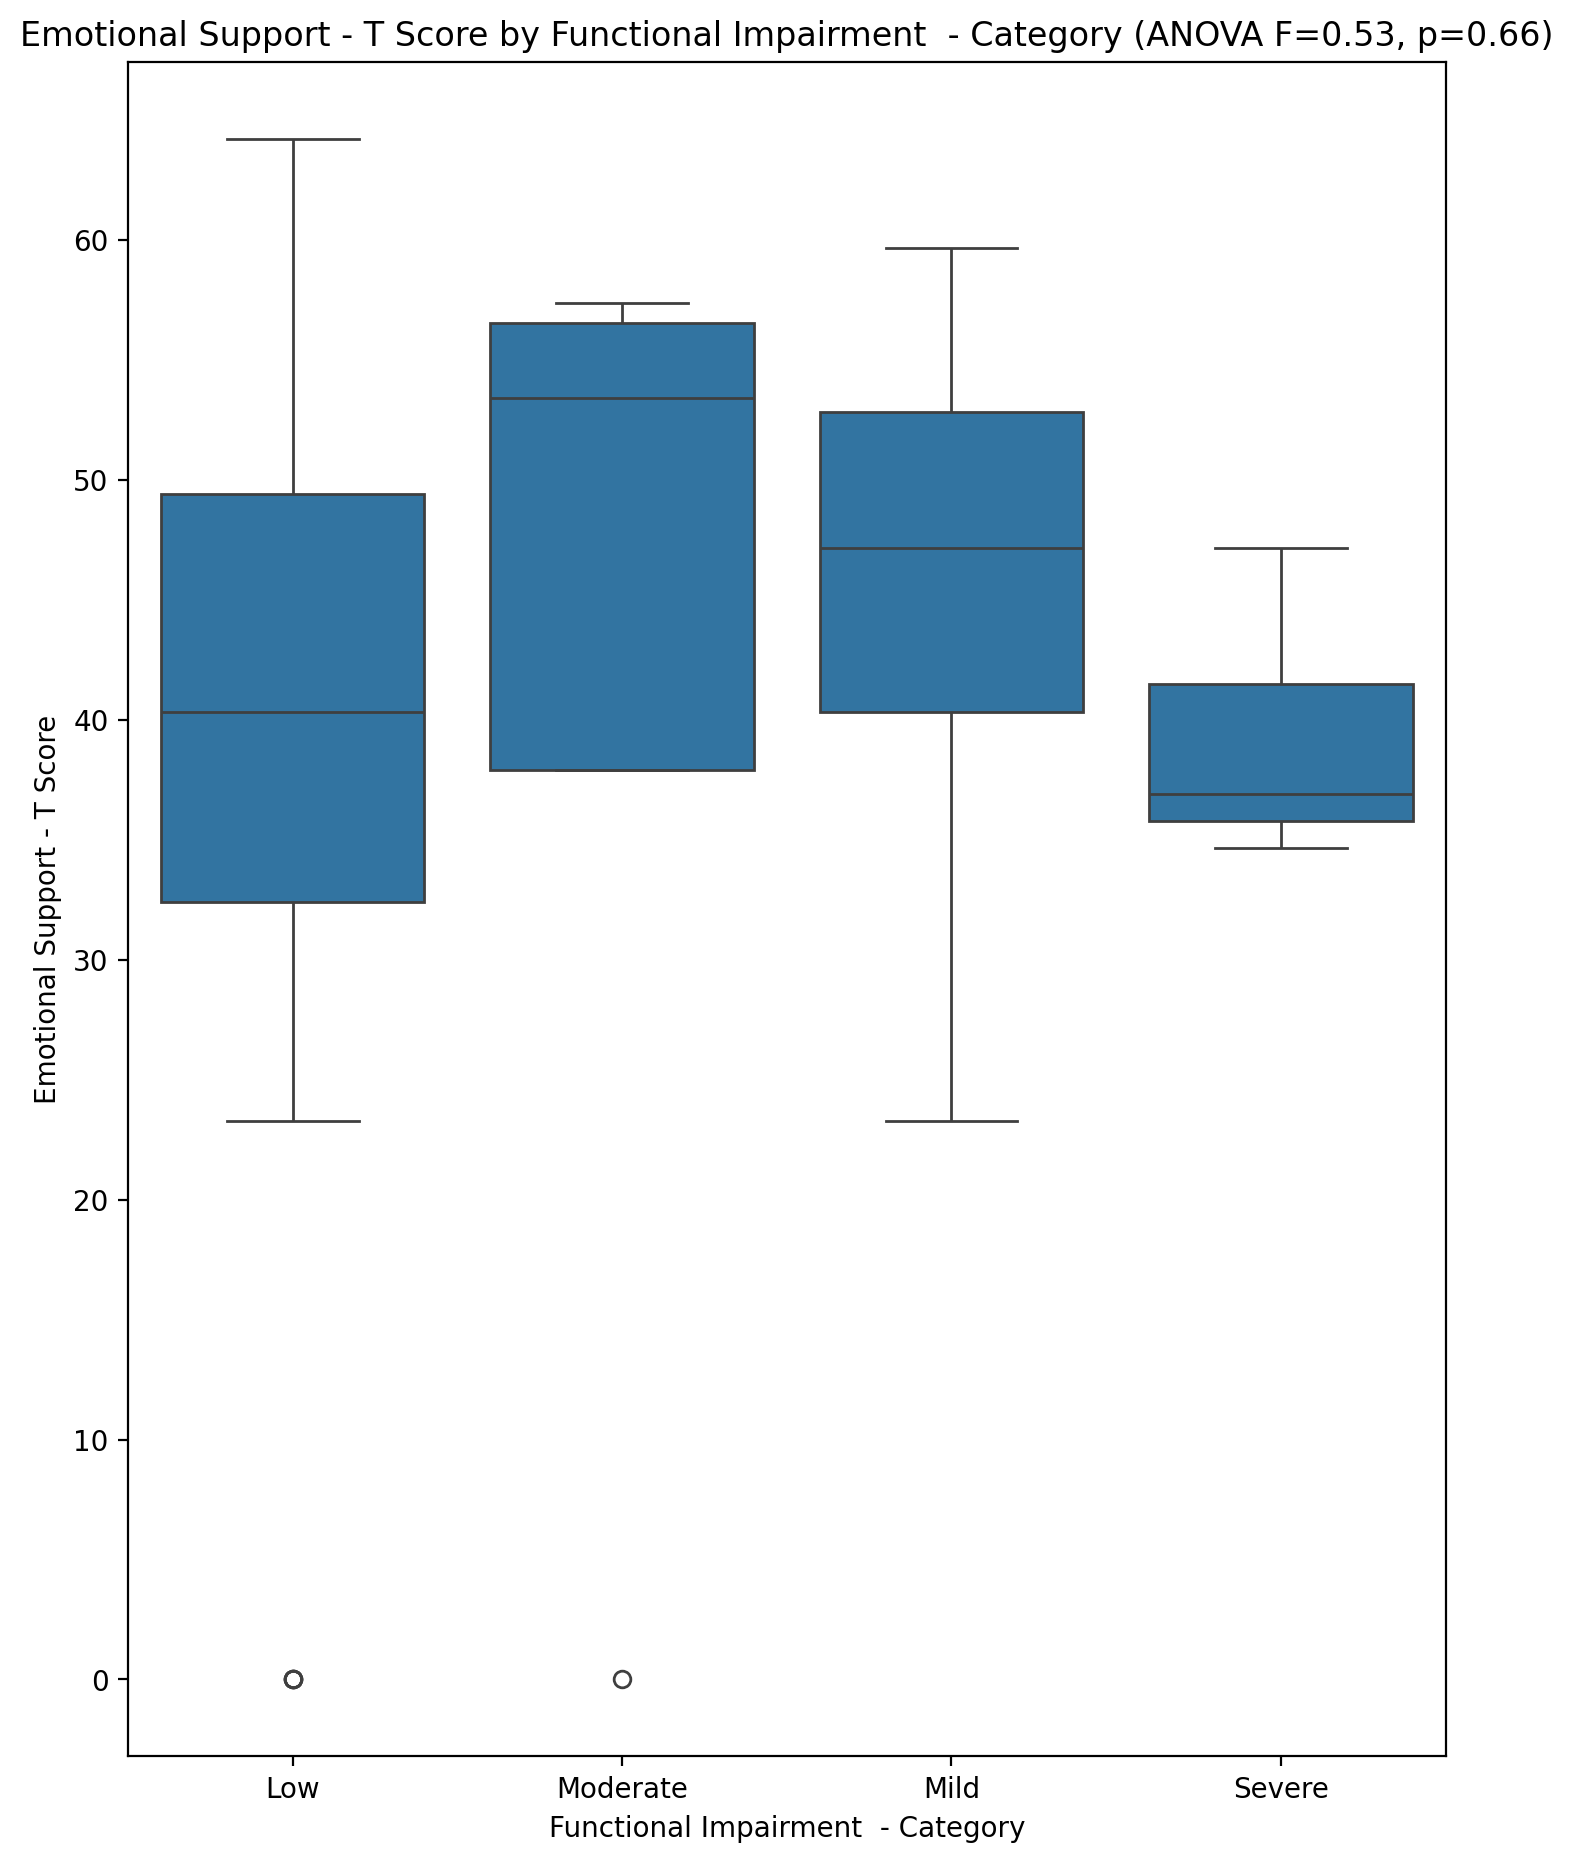 Emotional Support - T Score by Functional Impairment  - Category (ANOVA F=0.53, p=0.66)
Emotional Support - T Score
60
50
40
30
20
10
0
Low Moderate Mild Severe
Functional Impairment  - Category